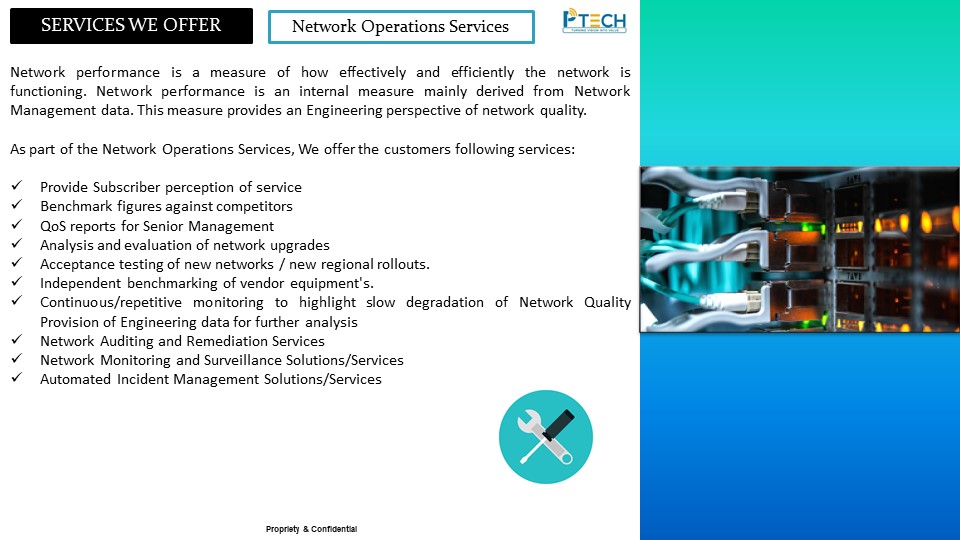 SERVICES WE OFFER
Network Operations Services
PTECH
TURNING VISION INTO VALUE
Network performance is a measure of how effectively and efficiently the network is
functioning. Network performance is an internal measure mainly derived from Network
Management data. This measure provides an Engineering perspective of network quality.
As part of the Network Operations Services, We offer the customers following services:
✓ Provide Subscriber perception of service
✓ Benchmark figures against competitors
✓ QoS reports for Senior Management
✓ Analysis and evaluation of network upgrades
✓ Acceptance testing of new networks / new regional rollouts.
✓ Independent benchmarking of vendor equipment's.
✓ Continuous/repetitive monitoring to highlight slow degradation of Network Quality
Provision of Engineering data for further analysis
✓ Network Auditing and Remediation Services
✓ Network Monitoring and Surveillance Solutions/Services
✓ Automated Incident Management Solutions/Services
Propriety & Confidential